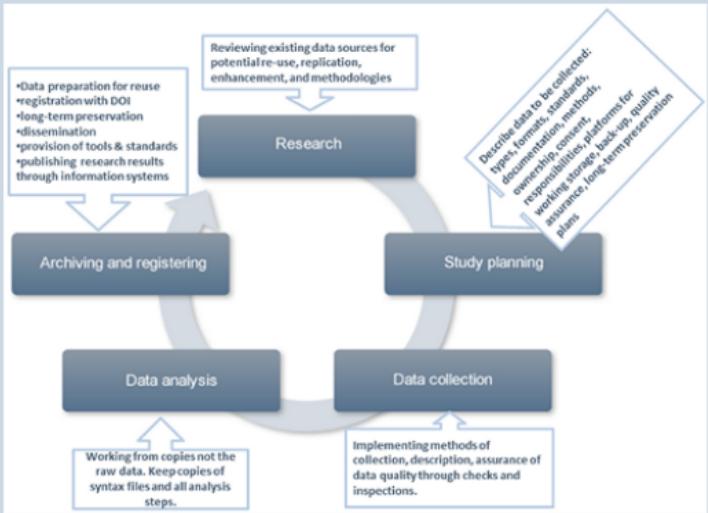 Reviewing existing data sources for
potential re-use, replication,
enhancement, and methodologies
Research
Describe data to be collected:
types, formats, standards,
documentation, methods,
ownership, consent,
responsibilities, platforms for
working storage, back-up, quality
assurance, long-term preservation
plans
Study planning
Data collection
Implementing methods of
collection, description, assurance of
data quality through checks and
inspections.
Data analysis
Working from copies not the
raw data. Keep copies of
syntax files and all analysis
steps.
Archiving and registering
•Data preparation for reuse
•registration with DOI
•long-term preservation
•dissemination
•provision of tools & standards
•publishing research results
through information systems